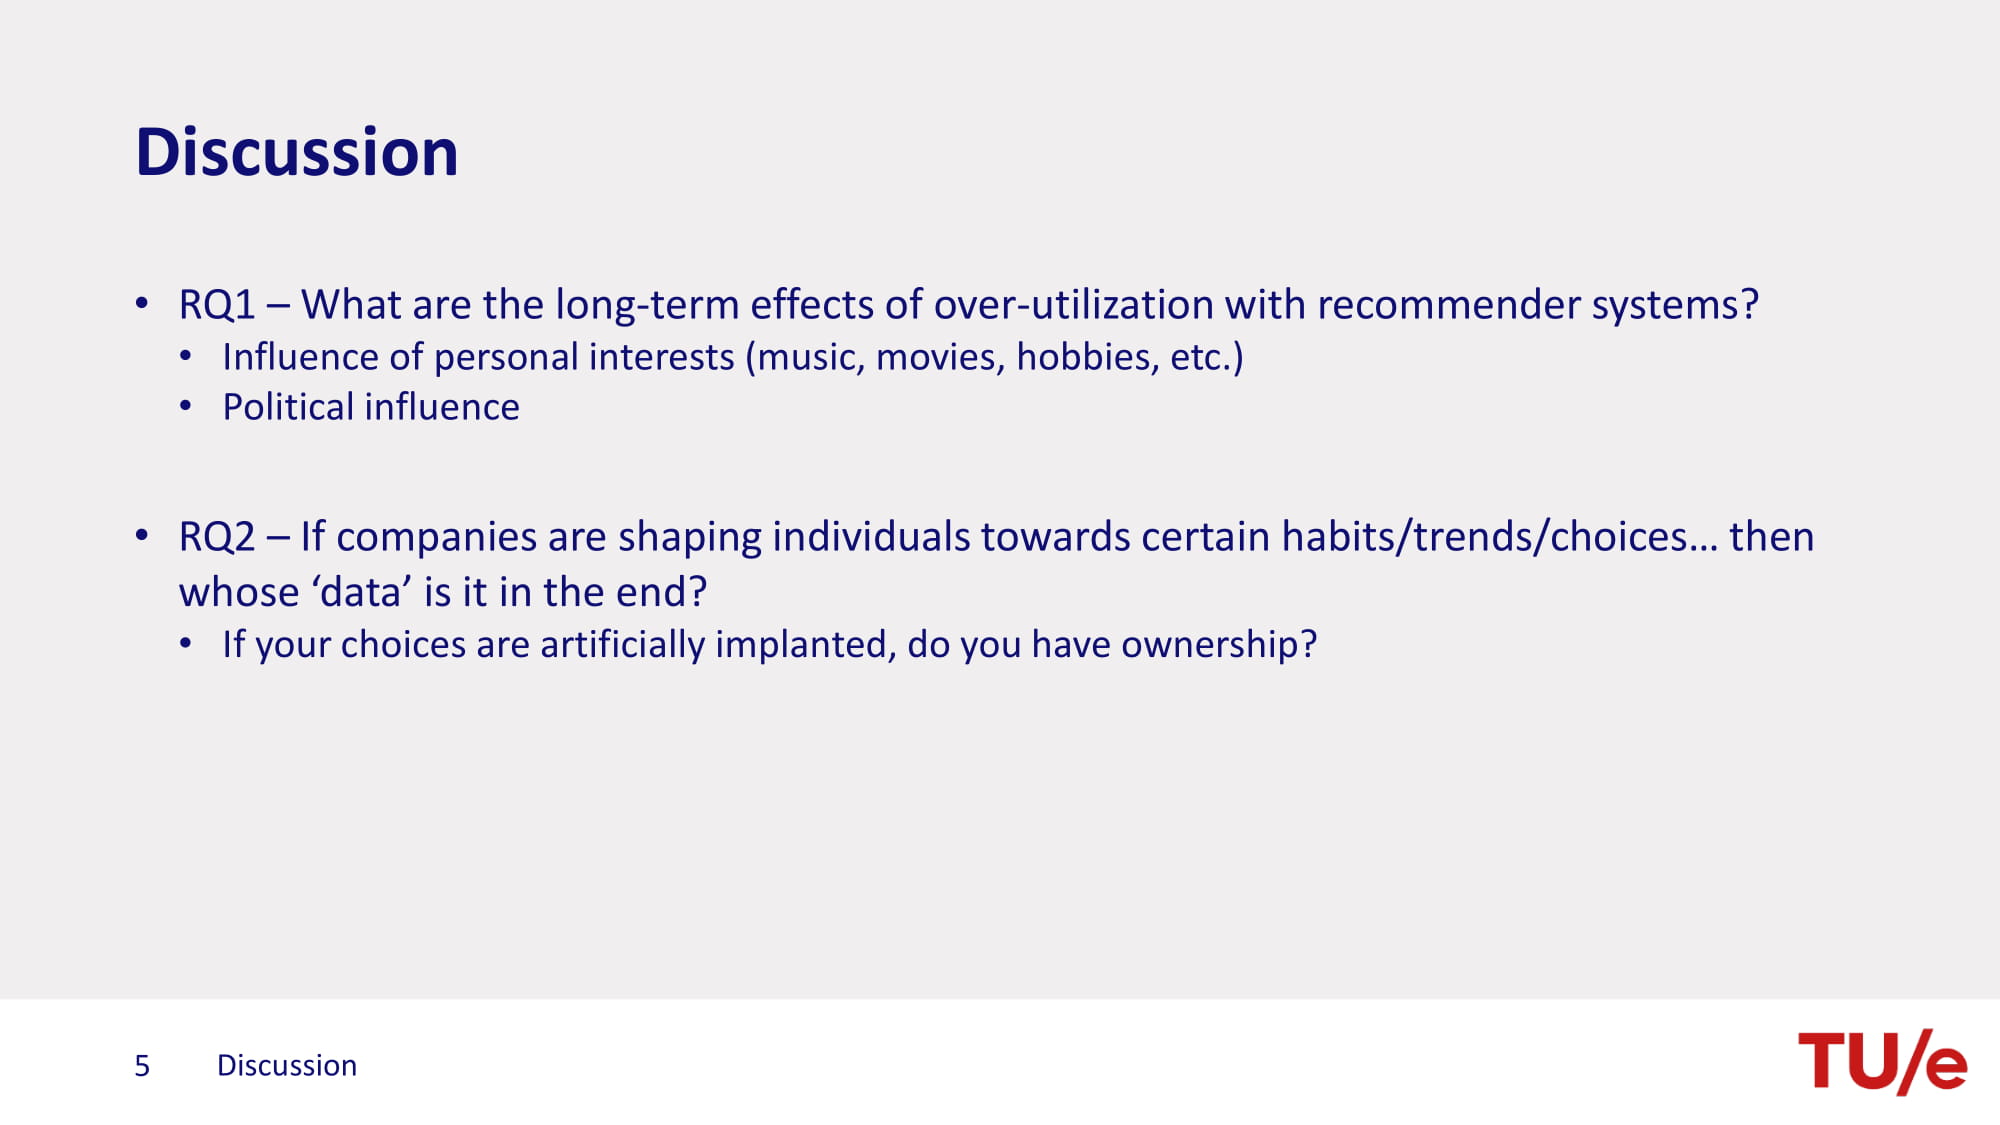 Discussion
• RQ1 – What are the long-term effects of over-utilization with recommender systems?
• Influence of personal interests (music, movies, hobbies, etc.)
• Political influence
• RQ2 – If companies are shaping individuals towards certain habits/trends/choices… then
whose ‘data’ is it in the end?
• If your choices are artificially implanted, do you have ownership?
5 Discussion
TU/e